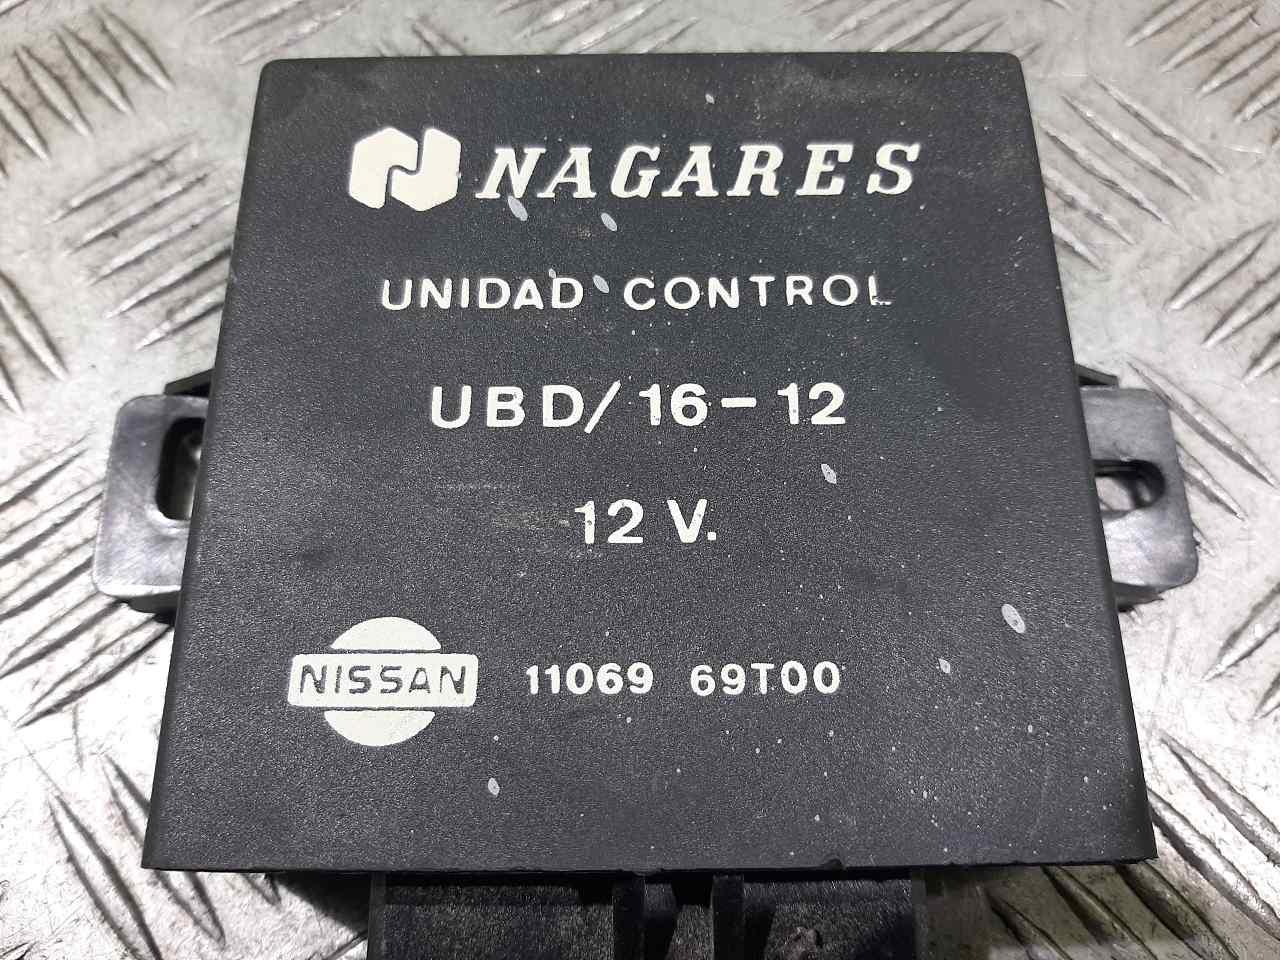 NAGARES
UNIDAD CONTROL
UBD/16-12
12 V.
NISSAN 11069 69T00